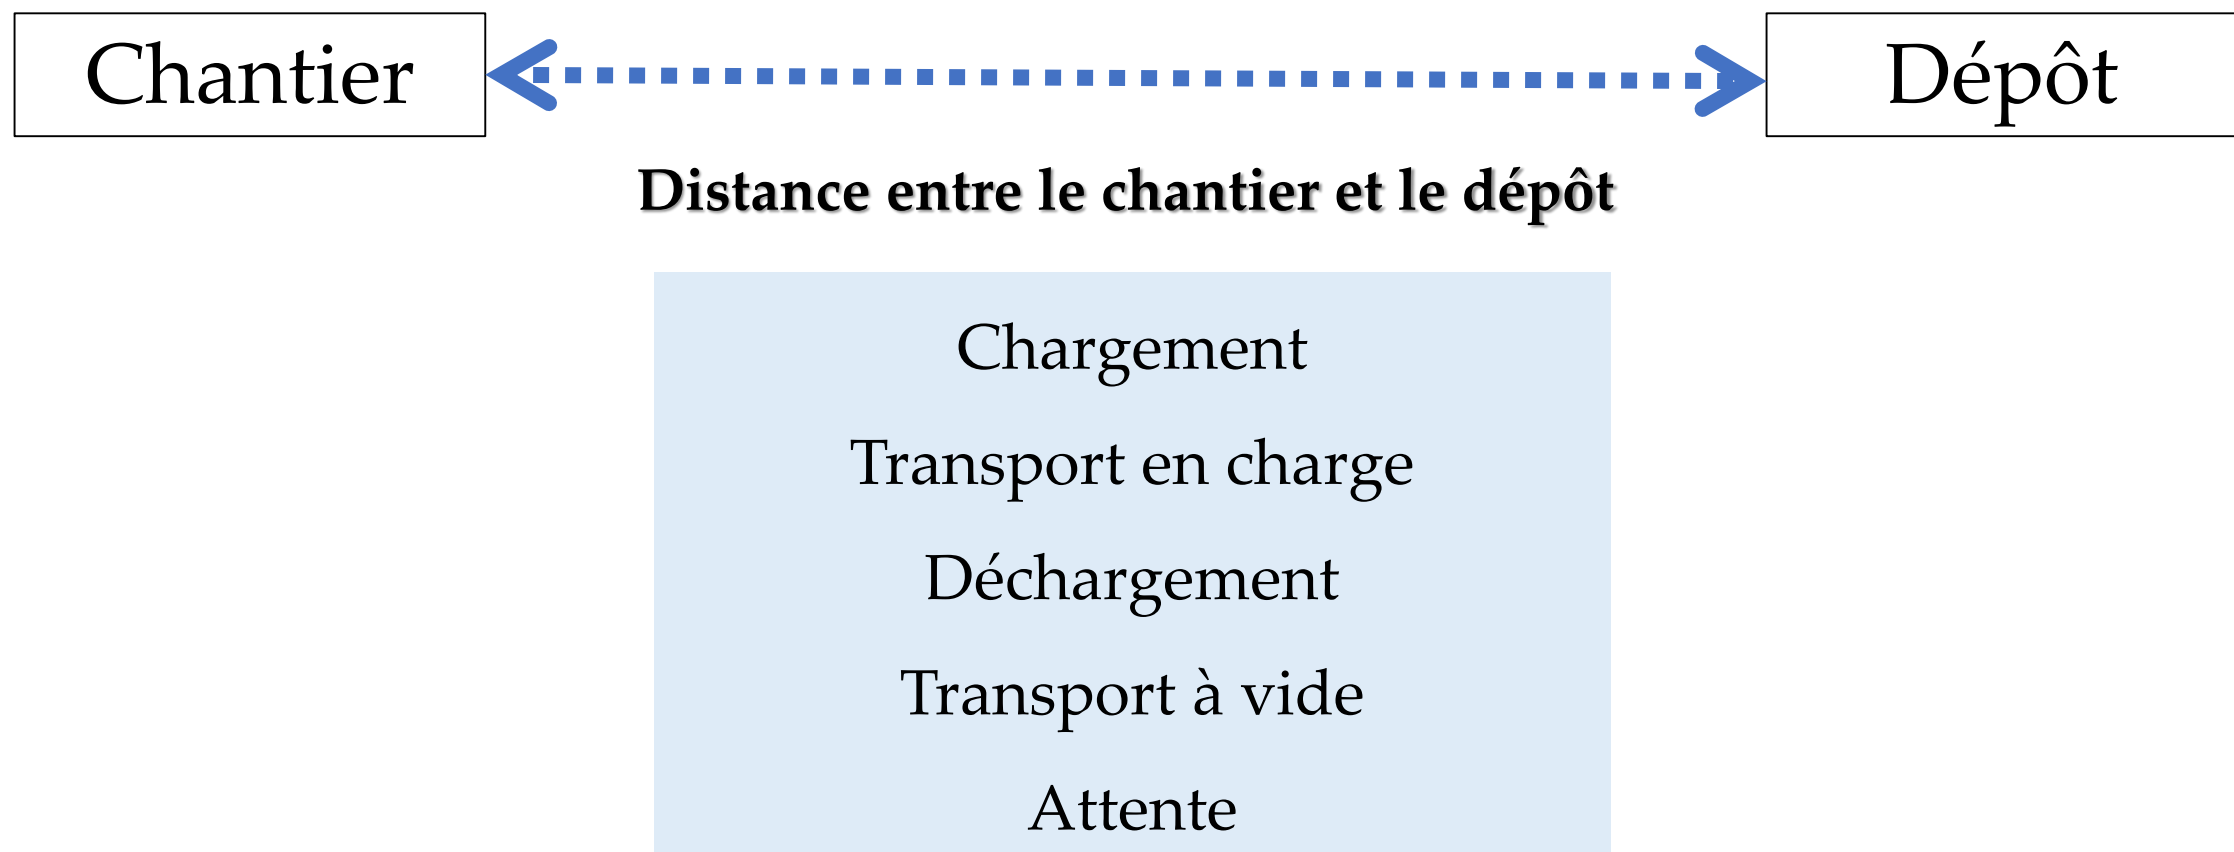 Chantier
Dépôt
Distance entre le chantier et le dépôt
Chargement
Transport en charge
Déchargement
Transport à vide
Attente